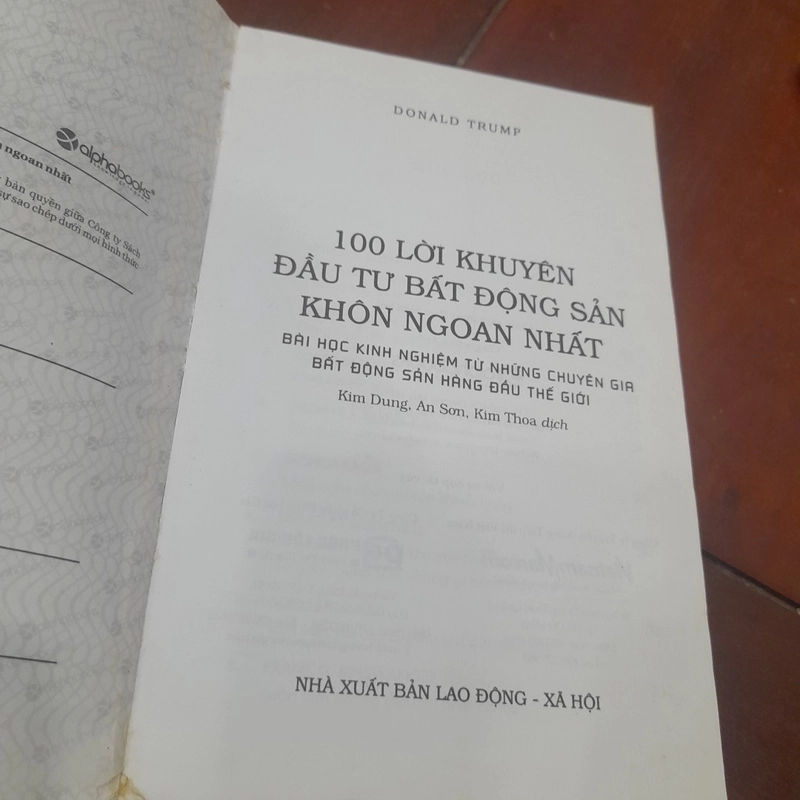 alphabooks®
n ngoan nhất
bản quyền giữa Công ty Sách
sự sao chép dưới mọi hình thức
DONALD TRUMP
100 LỜI KHUYÊN
ĐẦU TƯ BẤT ĐỘNG SẢN
KHÔN NGOAN NHẤT
BÀI HỌC KINH NGHIỆM TỪ NHỮNG CHUYÊN GIA
BẤT ĐỘNG SẢN HÀNG ĐẦU THẾ GIỚI
Kim Dung, An Sơn, Kim Thoa dịch
NHÀ XUẤT BẢN LAO ĐỘNG - XÃ HỘI